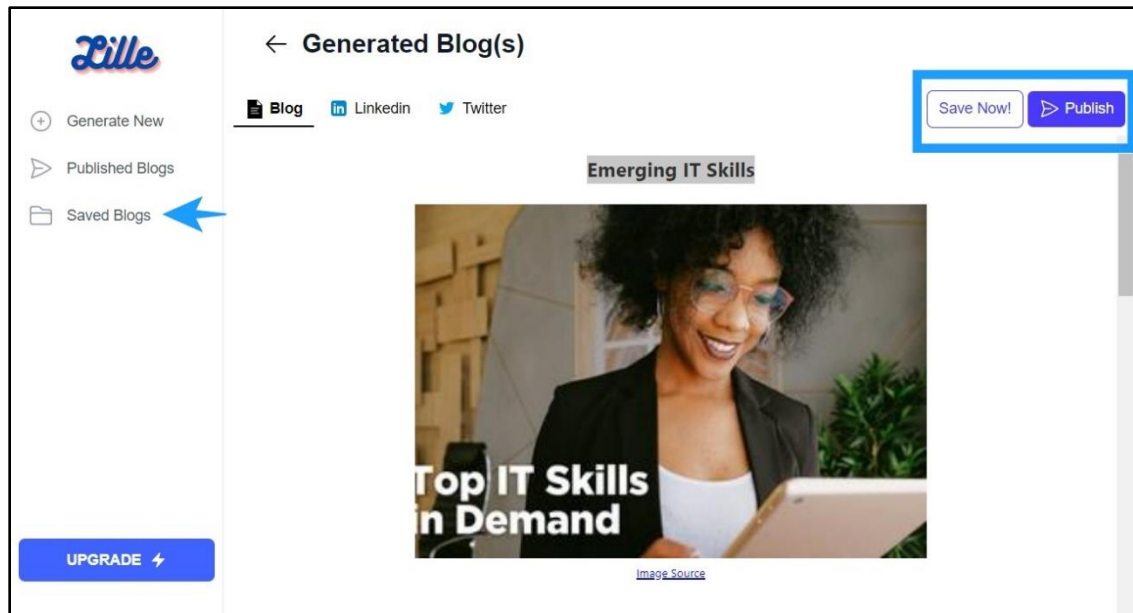 Lille
Generate New
Published Blogs
Saved Blogs
UPGRADE
Generated Blog(s)
Blog
Linkedin
Twitter
Save Now!
Publish
Emerging IT Skills
Top IT Skills
in Demand
Image Source